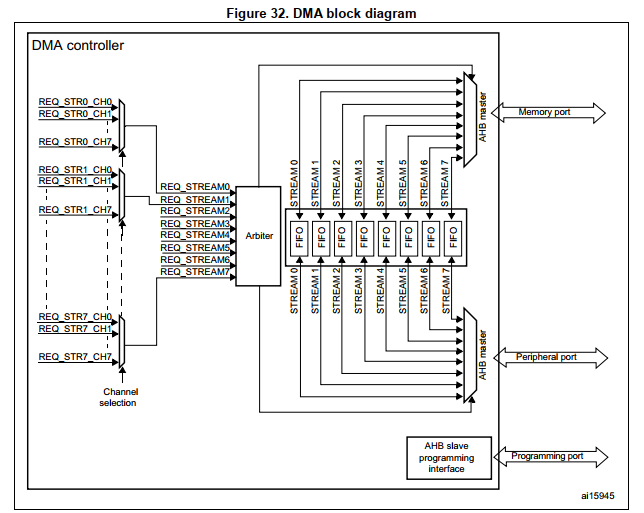 Figure 32. DMA block diagram
DMA controller
REQ_STR0_CH0
REQ_STR0_CH1
REQ_STR0_CH7
REQ_STR1_CH0
REQ_STR1_CH1
REQ_STR1_CH7
REQ_STR7_CH0
REQ_STR7_CH1
REQ_STR7_CH7
Channel
selection
REQ_STREAM0
REQ_STREAM1
REQ_STREAM2
REQ_STREAM3
REQ_STREAM4
REQ_STREAM5
REQ_STREAM6
REQ_STREAM7
Arbiter
STREAM 0
STREAM 1
STREAM 2
STREAM 3
STREAM 4
STREAM 5
STREAM 6
STREAM 7
FIFO
FIFO
FIFO
FIFO
FIFO
FIFO
FIFO
FIFO
STREAM 0
STREAM 1
STREAM 2
STREAM 3
STREAM 4
STREAM 5
STREAM 6
STREAM 7
AHB master
Memory port
AHB master
Peripheral port
AHB slave
programming
interface
Programming port
ai15945